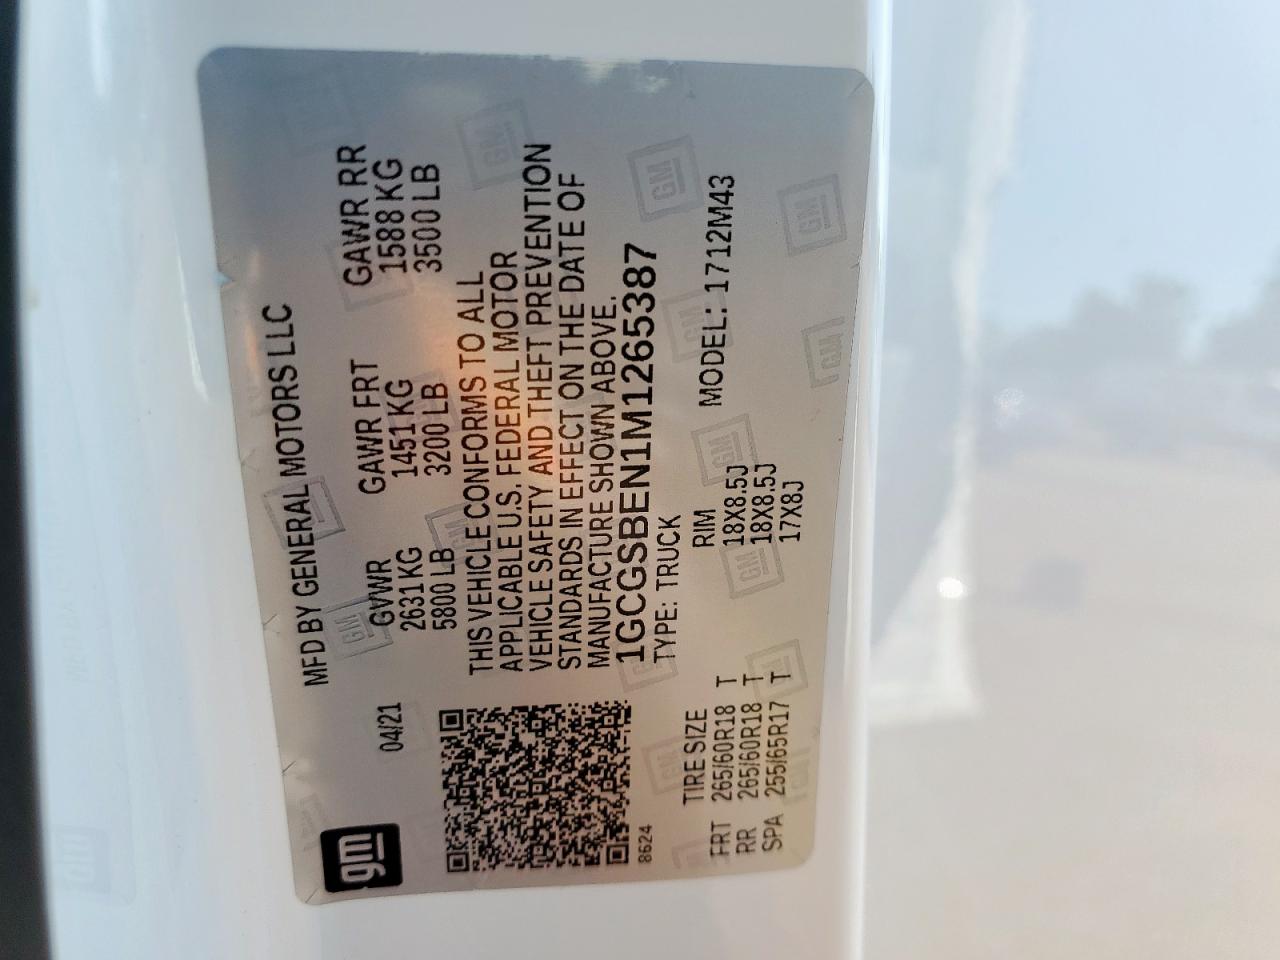 gm
MFD BY GENERAL MOTORS LLC
04/21
GVWR GAWR FRT GAWR RR
2631 KG 1451 KG 1588 KG
5800 LB 3200 LB 3500 LB
THIS VEHICLE CONFORMS TO ALL
APPLICABLE U.S. FEDERAL MOTOR
VEHICLE SAFETY AND THEFT PREVENTION
STANDARDS IN EFFECT ON THE DATE OF
MANUFACTURE SHOWN ABOVE.
1GCGSBEN1M1265387
8624
TYPE: TRUCK
MODEL: 1712M43
TIRE SIZE RIM
FRT 265/60R18 T 18X8.5J
RR 265/60R18 T 18X8.5J
SPA 255/65R17 T 17X8J